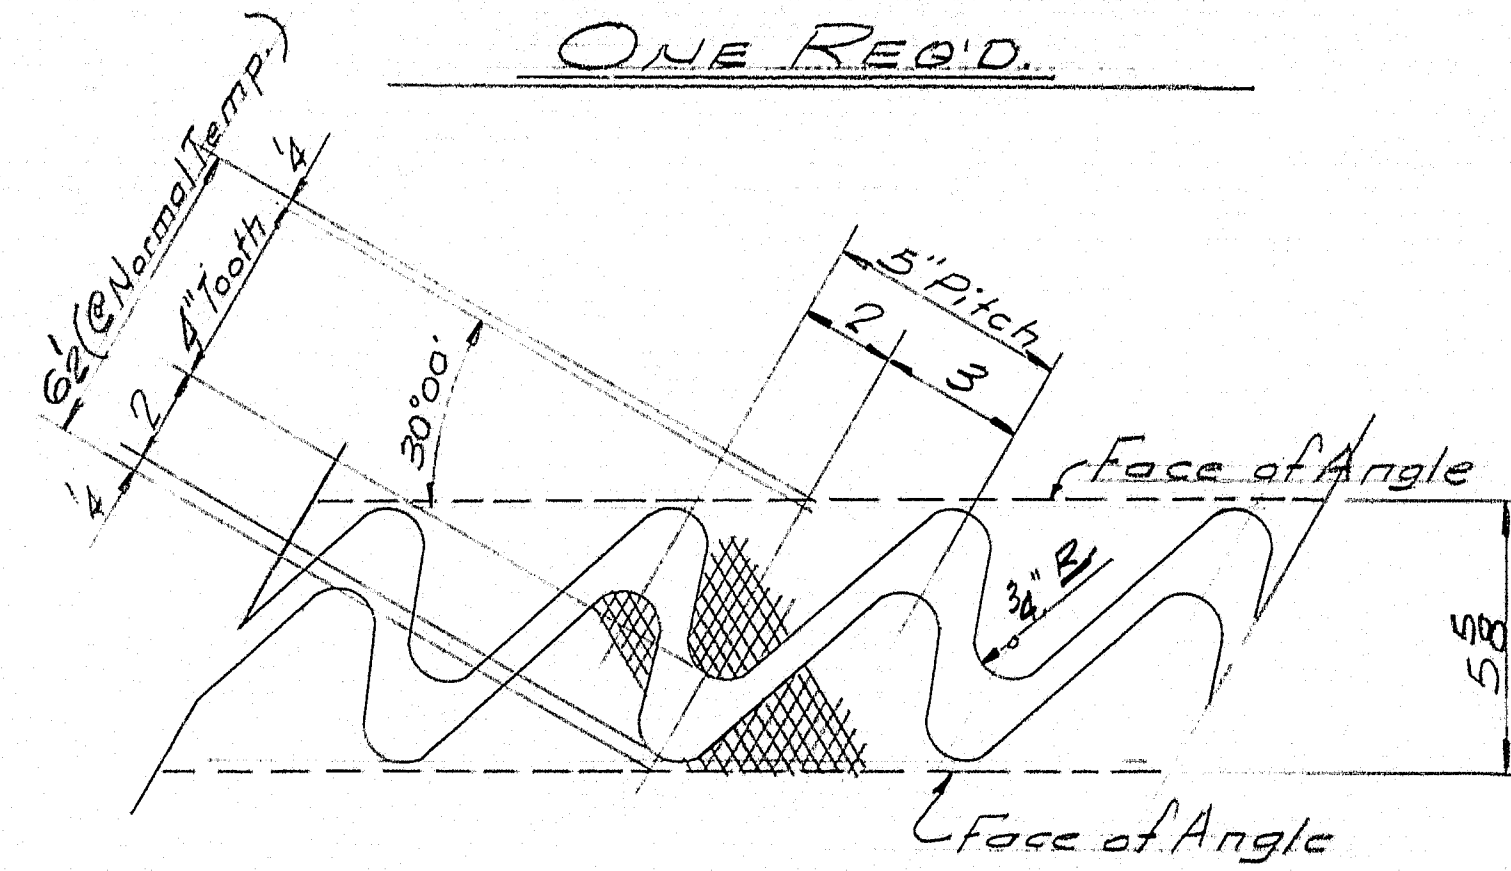 ONE REQ'D.
6½ (@ Normal Temp.)
¼
4" Tooth
2
¼
30°00'
5" Pitch
2
3
Face of Angle
¾" R.
5⅝
Face of Angle